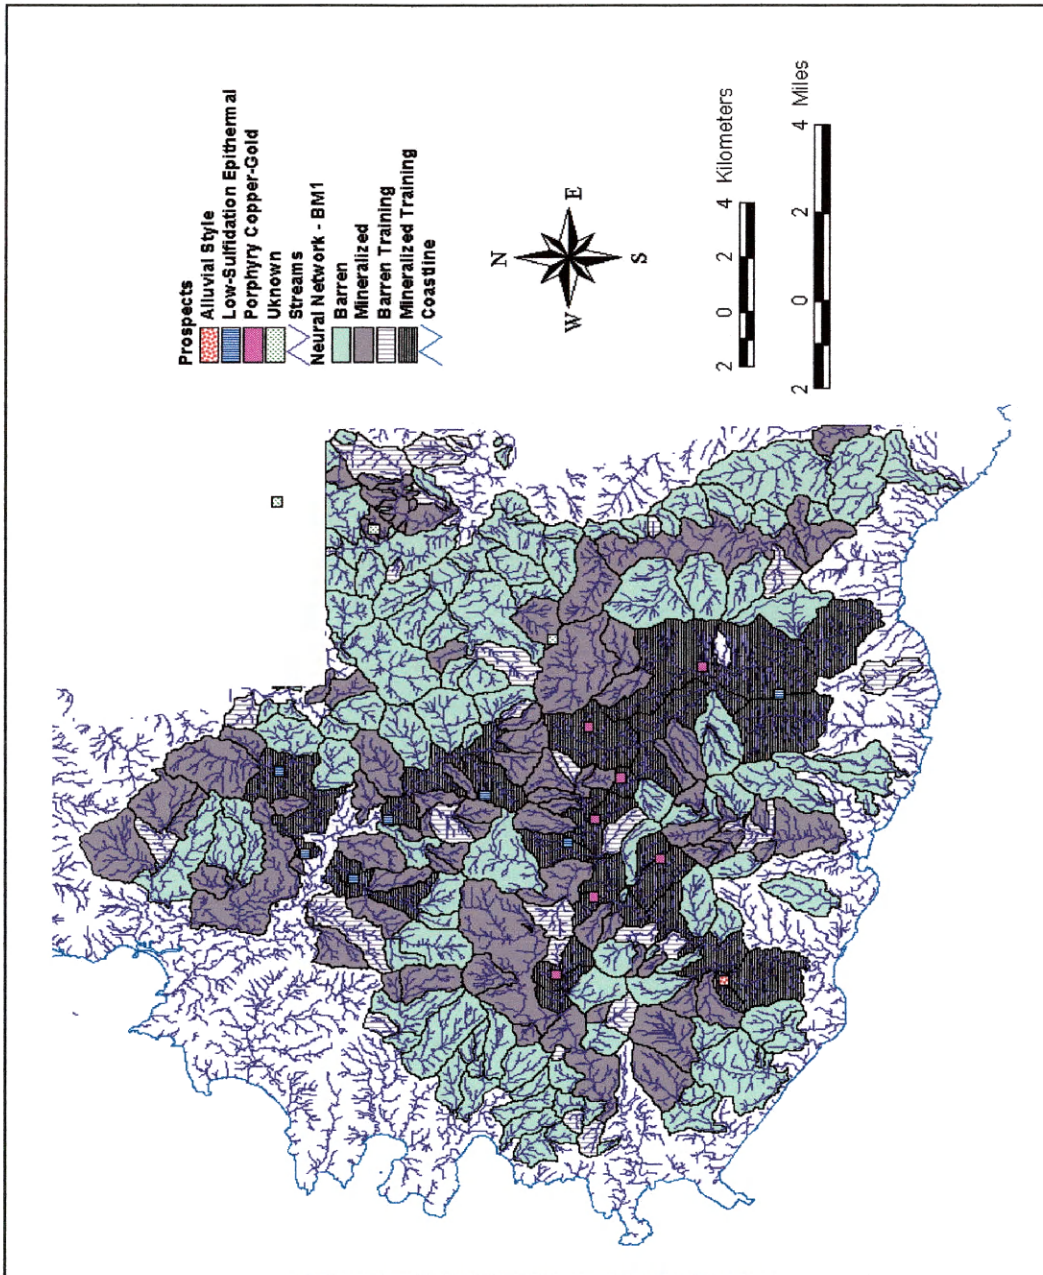 Prospects
Alluvial Style
Low-Sulfidation Epithermal
Porphyry Copper-Gold
Uknown
Streams
Neural Network - BM1
Barren
Mineralized
Barren Training
Mineralized Training
Coastline
N
W E
S
2 0 2 4 Kilometers
2 0 2 4 Miles